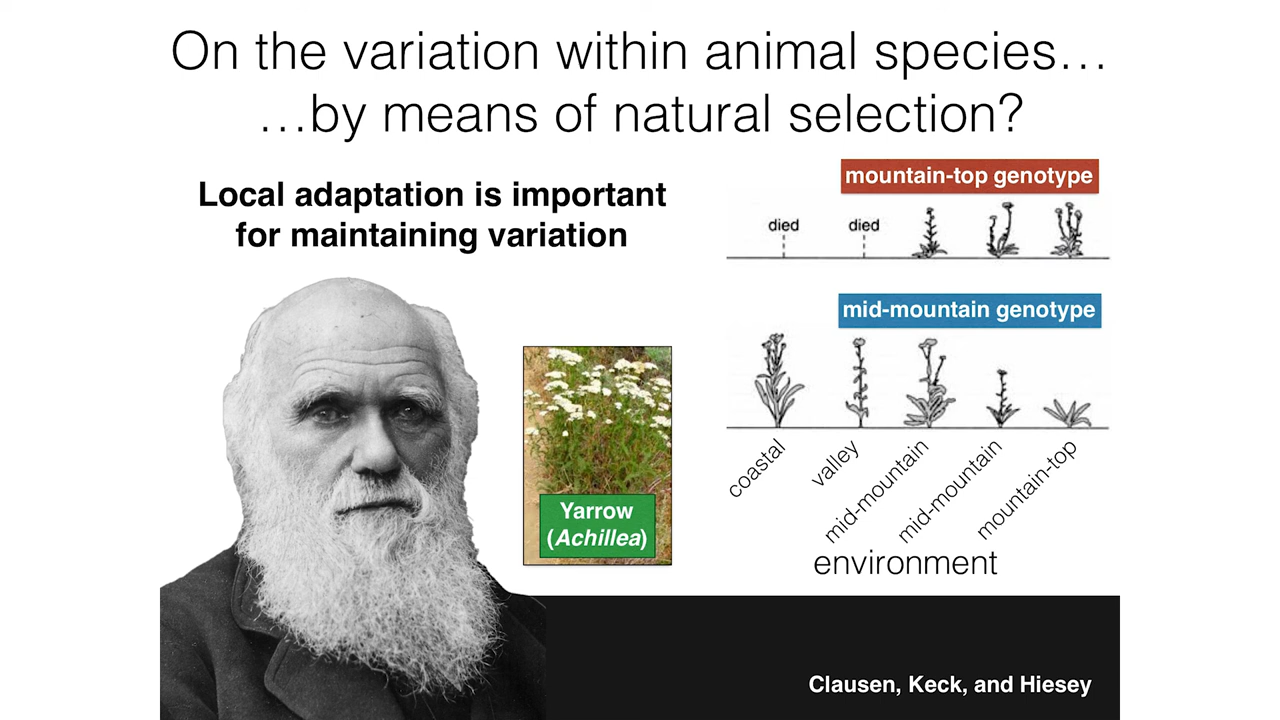 On the variation within animal species…
…by means of natural selection?
Local adaptation is important
for maintaining variation
mountain-top genotype
died
died
mid-mountain genotype
coastal
valley
mid-mountain
mid-mountain
mountain-top
environment
Yarrow
(Achillea)
Clausen, Keck, and Hiesey